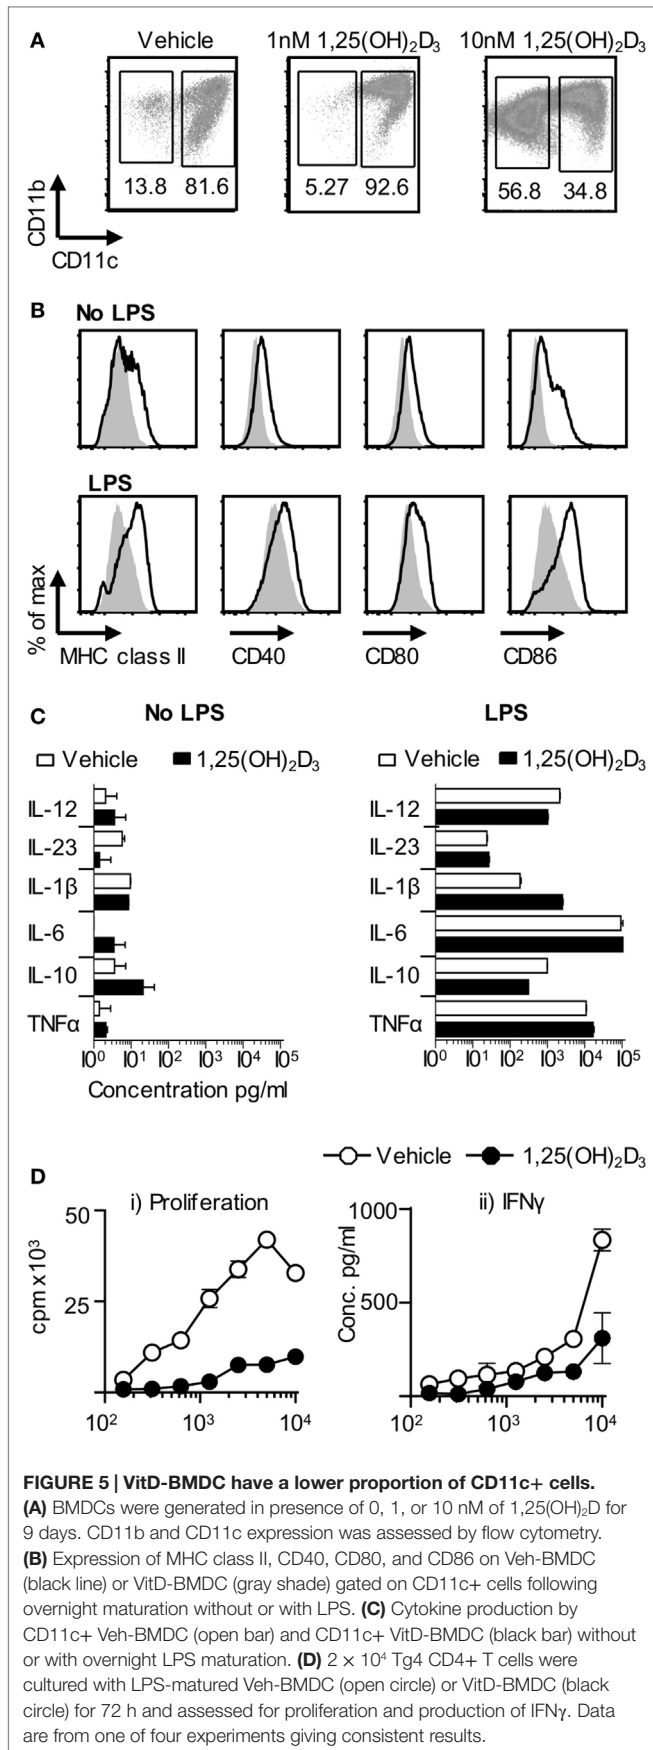 A
Vehicle 1nM 1,25(OH)₂D₃ 10nM 1,25(OH)₂D₃
13.8 81.6 5.27 92.6 56.8 34.8
CD11b
CD11c
B
No LPS
LPS
% of max
MHC class II CD40 CD80 CD86
C
No LPS LPS
Vehicle 1,25(OH)₂D₃ Vehicle 1,25(OH)₂D₃
IL-12 IL-12
IL-23 IL-23
IL-1β IL-1β
IL-6 IL-6
IL-10 IL-10
TNFα TNFα
10⁰ 10¹ 10² 10³ 10⁴ 10⁵ 10⁰ 10¹ 10² 10³ 10⁴ 10⁵
Concentration pg/ml
Vehicle 1,25(OH)₂D₃
D
i) Proliferation ii) IFNγ
50 1000
cpm x10³ Conc. pg/ml
25 500
10² 10³ 10⁴ 10² 10³ 10⁴
FIGURE 5 | VitD-BMDC have a lower proportion of CD11c+ cells.
(A) BMDCs were generated in presence of 0, 1, or 10 nM of 1,25(OH)₂D for
9 days. CD11b and CD11c expression was assessed by flow cytometry.
(B) Expression of MHC class II, CD40, CD80, and CD86 on Veh-BMDC
(black line) or VitD-BMDC (gray shade) gated on CD11c+ cells following
overnight maturation without or with LPS. (C) Cytokine production by
CD11c+ Veh-BMDC (open bar) and CD11c+ VitD-BMDC (black bar) without
or with overnight LPS maturation. (D) 2 × 10⁴ Tg4 CD4+ T cells were
cultured with LPS-matured Veh-BMDC (open circle) or VitD-BMDC (black
circle) for 72 h and assessed for proliferation and production of IFNγ. Data
are from one of four experiments giving consistent results.